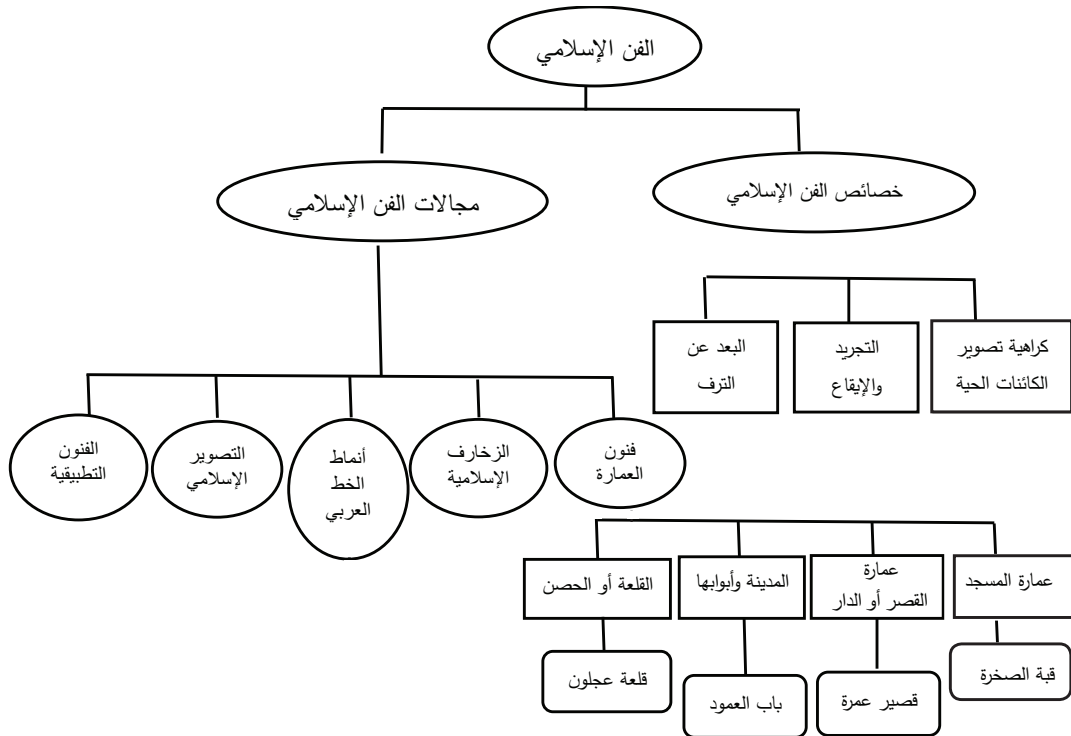 الفن الإسلامي
خصائص الفن الإسلامي
مجالات الفن الإسلامي
كراهية تصوير
الكائنات الحية
التجريد
والإيقاع
البعد عن
الترف
فنون
العمارة
الزخارف
الإسلامية
أنماط
الخط
العربي
التصوير
الإسلامي
الفنون
التطبيقية
عمارة المسجد
عمارة
القصر أو الدار
المدينة وأبوابها
القلعة أو الحصن
قبة الصخرة
قصير عمرة
باب العمود
قلعة عجلون